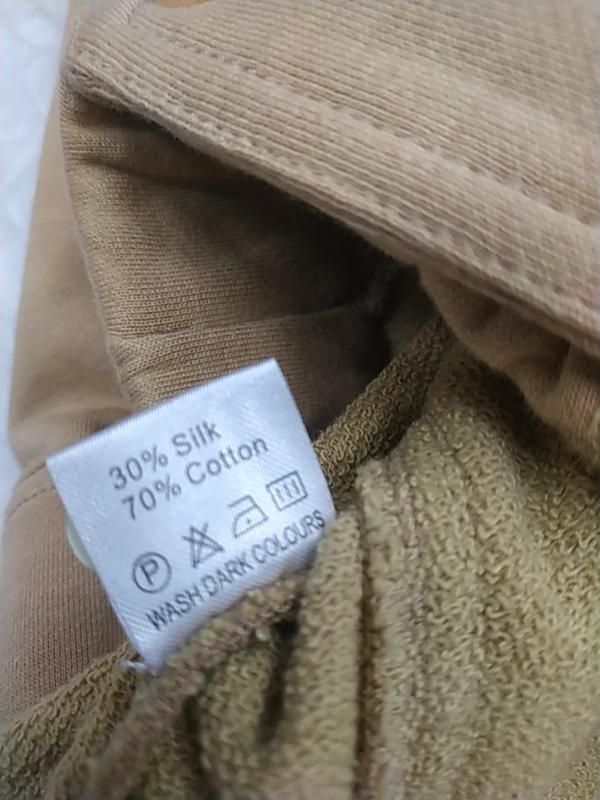 30% Silk
70% Cotton
P
WASH DARK COLOURS